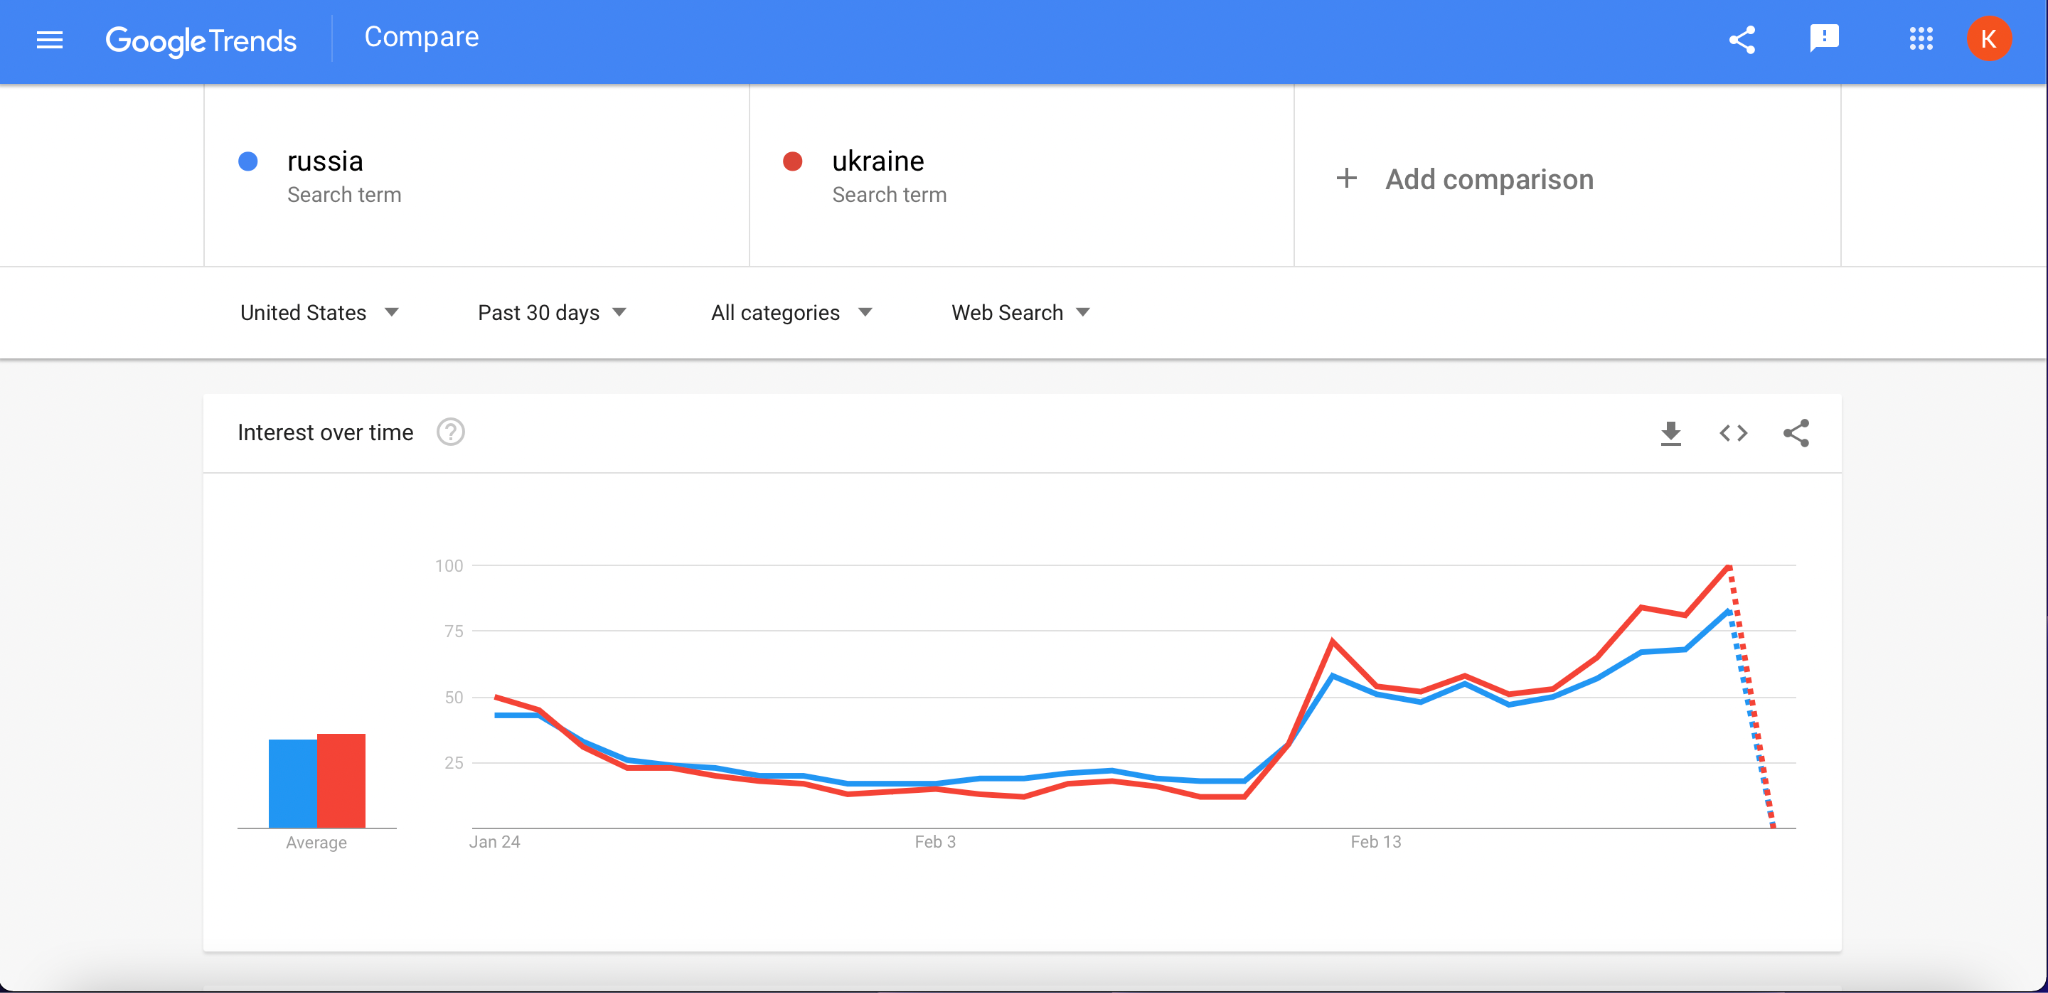 Google Trends
Compare
K
russia
Search term
ukraine
Search term
+ Add comparison
United States
Past 30 days
All categories
Web Search
Interest over time
?
100
75
50
25
Average
Jan 24
Feb 3
Feb 13